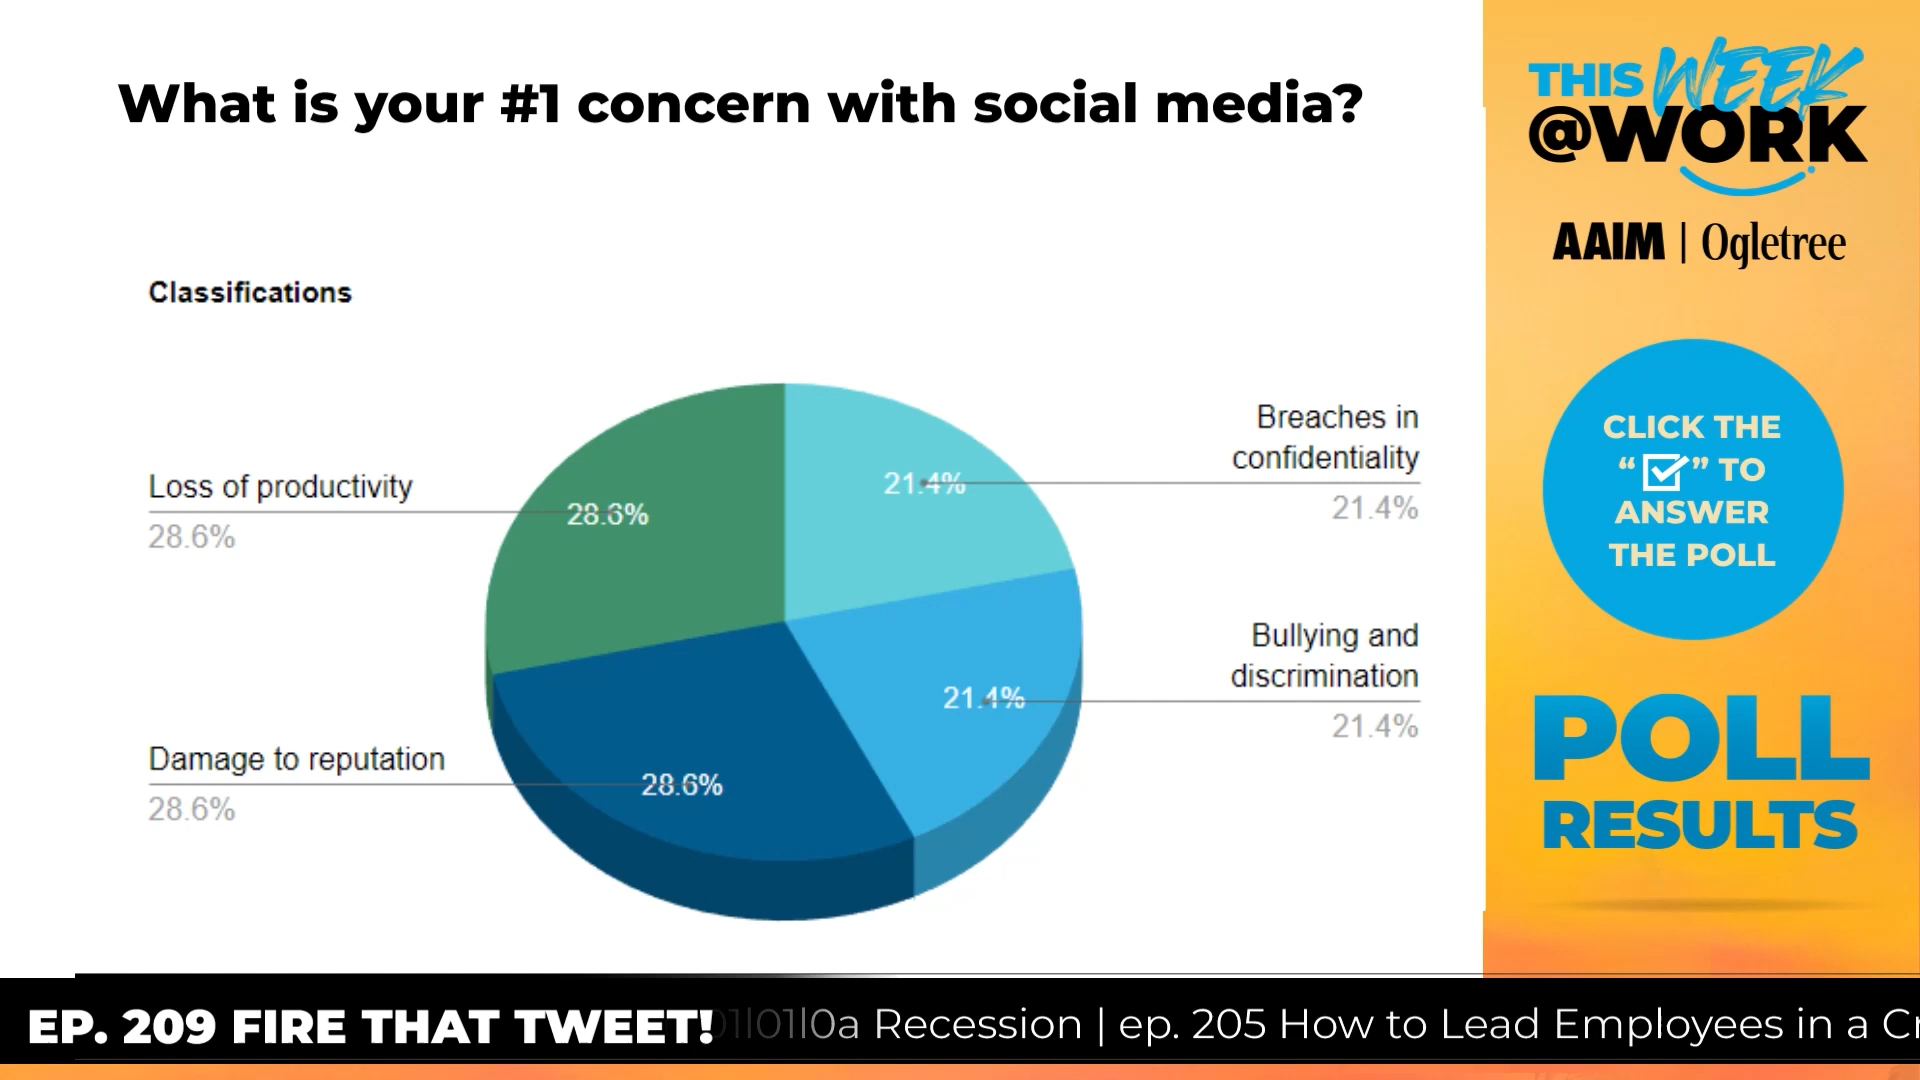 What is your #1 concern with social media?
Classifications
Loss of productivity
28.6%
28.6%
Damage to reputation
28.6%
28.6%
21.4%
Breaches in
confidentiality
21.4%
21.4%
Bullying and
discrimination
21.4%
THIS WEEK
@WORK
AAIM | Ogletree
CLICK THE
“☑” TO
ANSWER
THE POLL
POLL
RESULTS
EP. 209 FIRE THAT TWEET!
a Recession | ep. 205 How to Lead Employees in a Cr